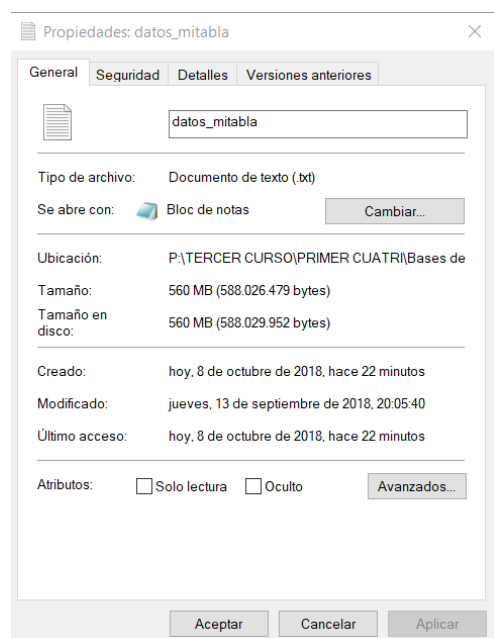 Propiedades: datos_mitabla
General Seguridad Detalles Versiones anteriores
datos_mitabla
Tipo de archivo: Documento de texto (.txt)
Se abre con: Bloc de notas Cambiar...
Ubicación: P:\TERCER CURSO\PRIMER CUATRI\Bases de
Tamaño: 560 MB (588.026.479 bytes)
Tamaño en
disco: 560 MB (588.029.952 bytes)
Creado: hoy, 8 de octubre de 2018, hace 22 minutos
Modificado: jueves, 13 de septiembre de 2018, 20:05:40
Último acceso: hoy, 8 de octubre de 2018, hace 22 minutos
Atributos: Solo lectura Oculto Avanzados...
Aceptar Cancelar Aplicar